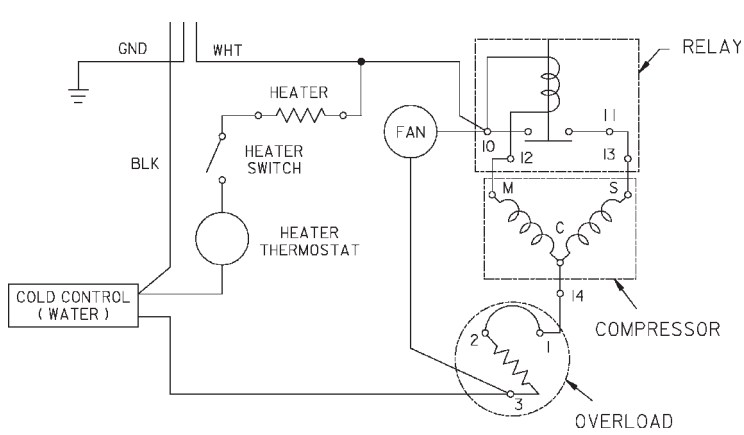 GND
WHT
RELAY
HEATER
FAN
11
10
12
13
BLK
HEATER
SWITCH
M
S
C
HEATER
THERMOSTAT
14
COLD CONTROL
( WATER )
COMPRESSOR
2
1
3
OVERLOAD